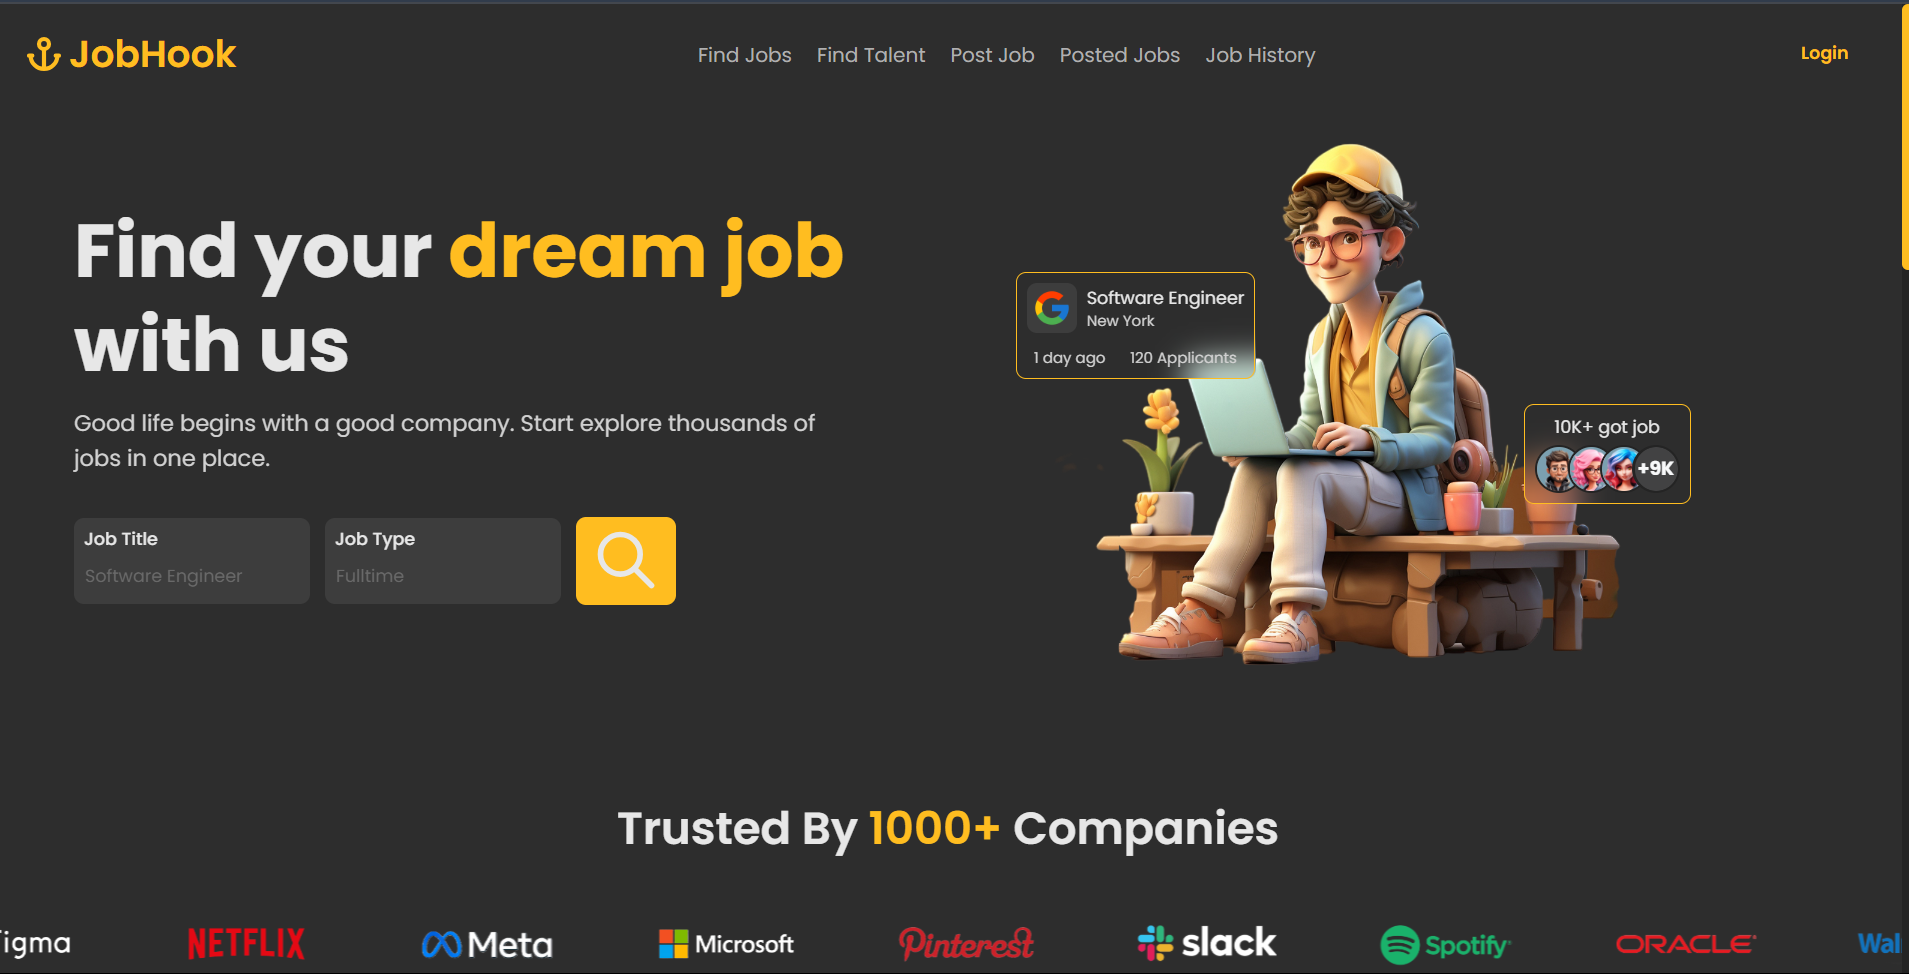 JobHook
Find Jobs Find Talent Post Job Posted Jobs Job History
Login
Find your dream job
with us
Good life begins with a good company. Start explore thousands of
jobs in one place.
Job Title
Software Engineer
Job Type
Fulltime
Software Engineer
New York
1 day ago 120 Applicants
10K+ got job
+9K
Trusted By 1000+ Companies
igma
NETFLIX
Meta
Microsoft
Pinterest
slack
Spotify
ORACLE
Wal